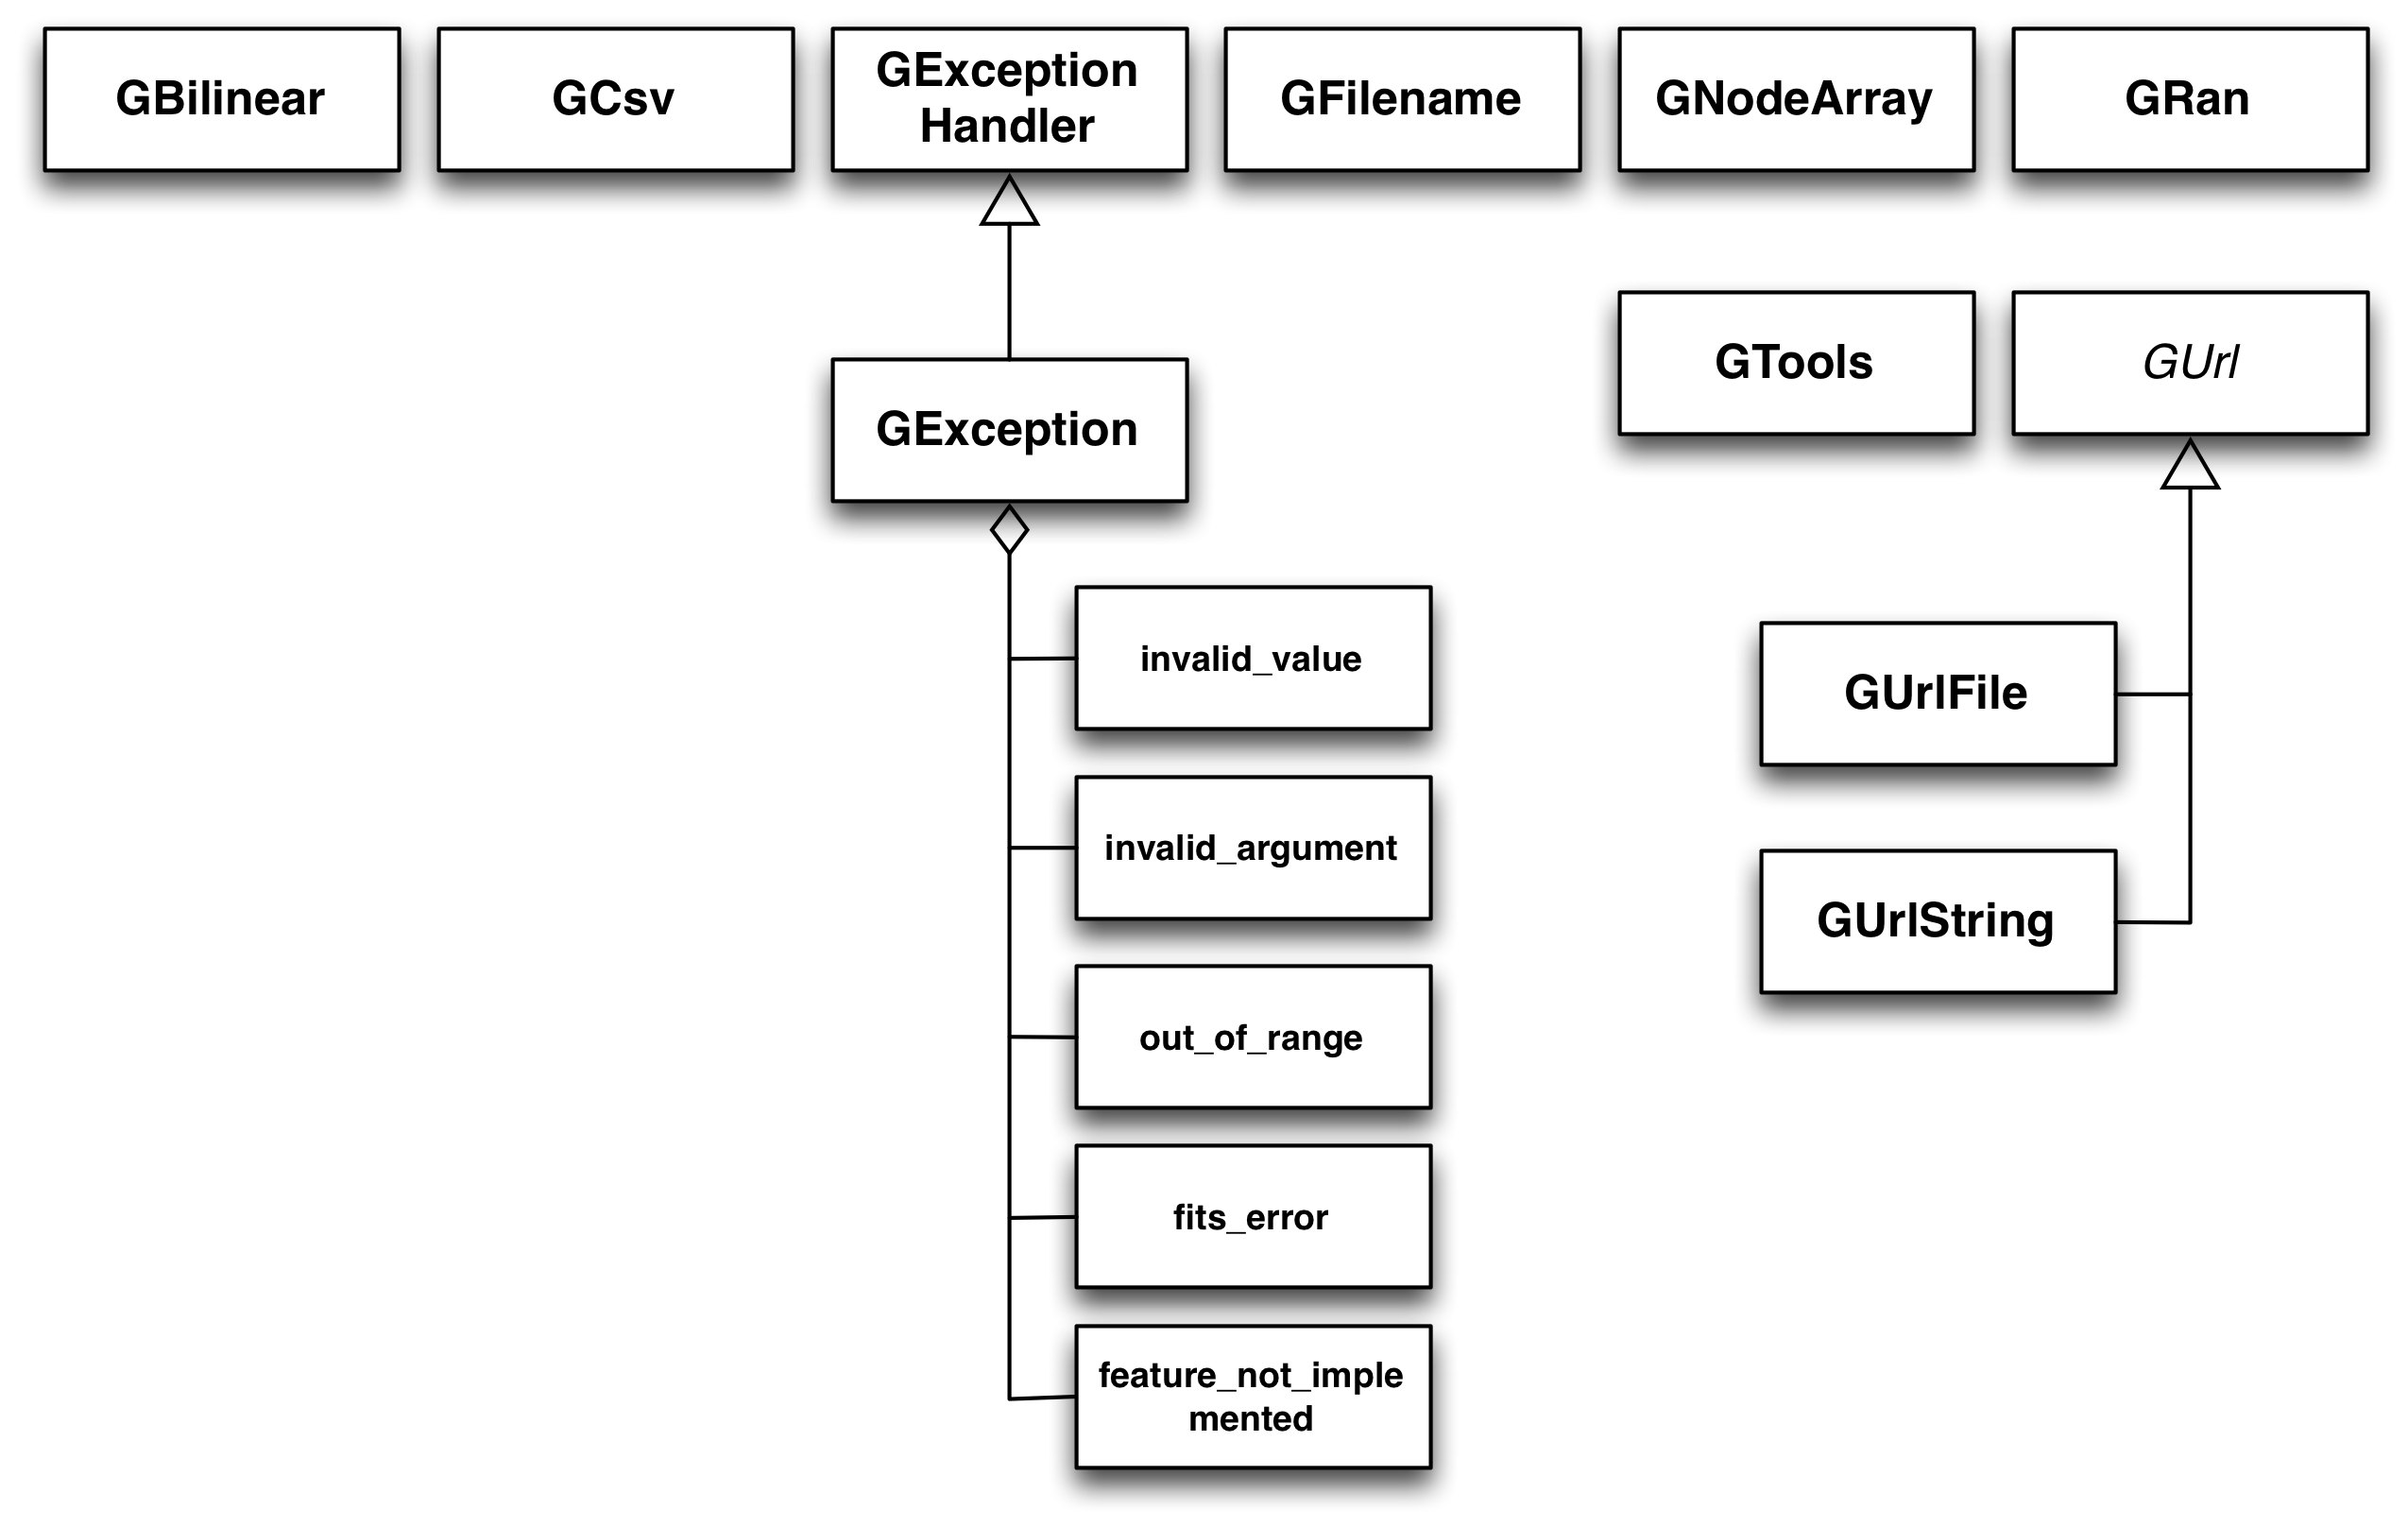 GBilinear
GCsv
GException
Handler
GFilename
GNodeArray
GRan
GException
GTools
GUrl
invalid_value
invalid_argument
out_of_range
fits_error
feature_not_imple
mented
GUrlFile
GUrlString